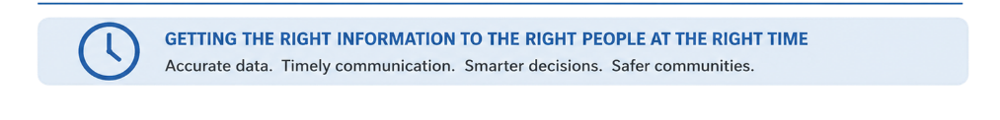 GETTING THE RIGHT INFORMATION TO THE RIGHT PEOPLE AT THE RIGHT TIME
Accurate data. Timely communication. Smarter decisions. Safer communities.